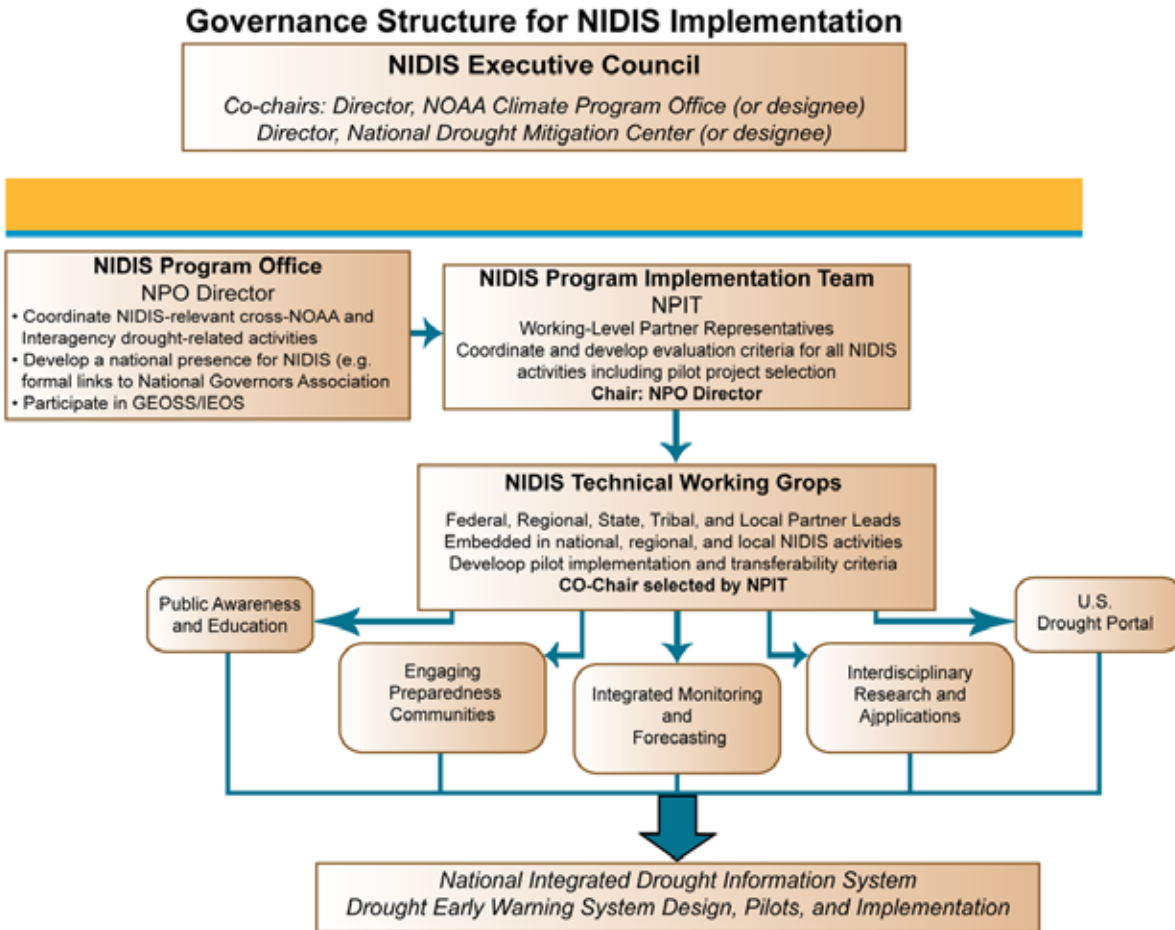 Governance Structure for NIDIS Implementation
NIDIS Executive Council
Co-chairs: Director, NOAA Climate Program Office (or designee)
Director, National Drought Mitigation Center (or designee)
NIDIS Program Office
NPO Director
• Coordinate NIDIS-relevant cross-NOAA and
Interagency drought-related activities
• Develop a national presence for NIDIS (e.g.
formal links to National Governors Association
• Participate in GEOSS/IEOS
NIDIS Program Implementation Team
NPIT
Working-Level Partner Representatives
Coordinate and develop evaluation criteria for all NIDIS
activities including pilot project selection
Chair: NPO Director
NIDIS Technical Working Grops
Federal, Regional, State, Tribal, and Local Partner Leads
Embedded in national, regional, and local NIDIS activities
Develoop pilot implementation and transferability criteria
CO-Chair selected by NPIT
Public Awareness
and Education
Engaging
Preparedness
Communities
Integrated Monitoring
and
Forecasting
Interdisciplinary
Research and
Ajpplications
U.S.
Drought Portal
National Integrated Drought Information System
Drought Early Warning System Design, Pilots, and Implementation